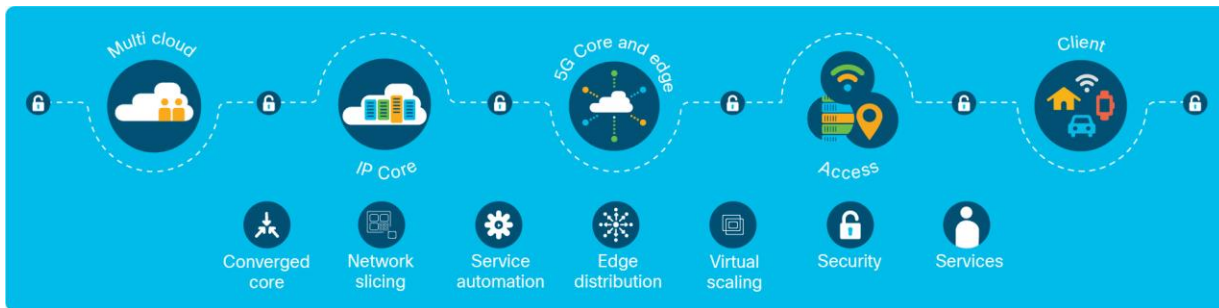 Multi cloud
IP Core
5G Core and edge
Access
Client
Converged
core
Network
slicing
Service
automation
Edge
distribution
Virtual
scaling
Security
Services